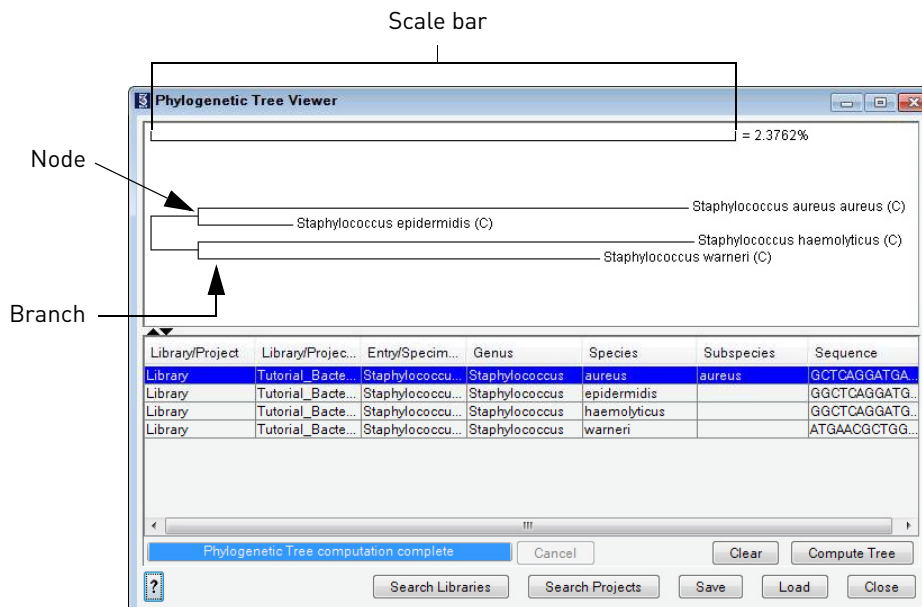 Scale bar
Phylogenetic Tree Viewer
= 2.3762%
Node
Staphylococcus aureus aureus (C)
Staphylococcus epidermidis (C)
Staphylococcus haemolyticus (C)
Staphylococcus warneri (C)
Branch
Library/Project Library/Projec... Entry/Specim... Genus Species Subspecies Sequence
Library Tutorial_Bacte... Staphylococcu... Staphylococcus aureus aureus GCTCAGGATGA...
Library Tutorial_Bacte... Staphylococcu... Staphylococcus epidermidis GGCTCAGGATG...
Library Tutorial_Bacte... Staphylococcu... Staphylococcus haemolyticus GGCTCAGGATG...
Library Tutorial_Bacte... Staphylococcu... Staphylococcus warneri ATGAACGCTGG...
Phylogenetic Tree computation complete Cancel Clear Compute Tree
? Search Libraries Search Projects Save Load Close